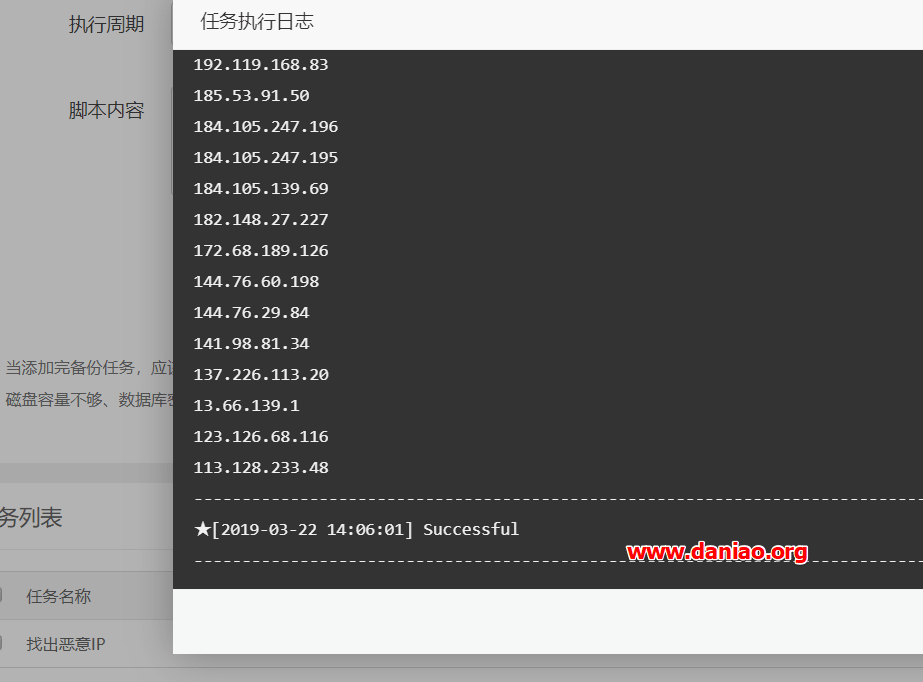 执行周期
任务执行日志
脚本内容
192.119.168.83
185.53.91.50
184.105.247.196
184.105.247.195
184.105.139.69
182.148.27.227
172.68.189.126
144.76.60.198
144.76.29.84
141.98.81.34
137.226.113.20
13.66.139.1
123.126.68.116
113.128.233.48
★[2019-03-22 14:06:01] Successful
www.daniao.org
当添加完备份任务，应
磁盘容量不够、数据库
务列表
任务名称
找出恶意IP